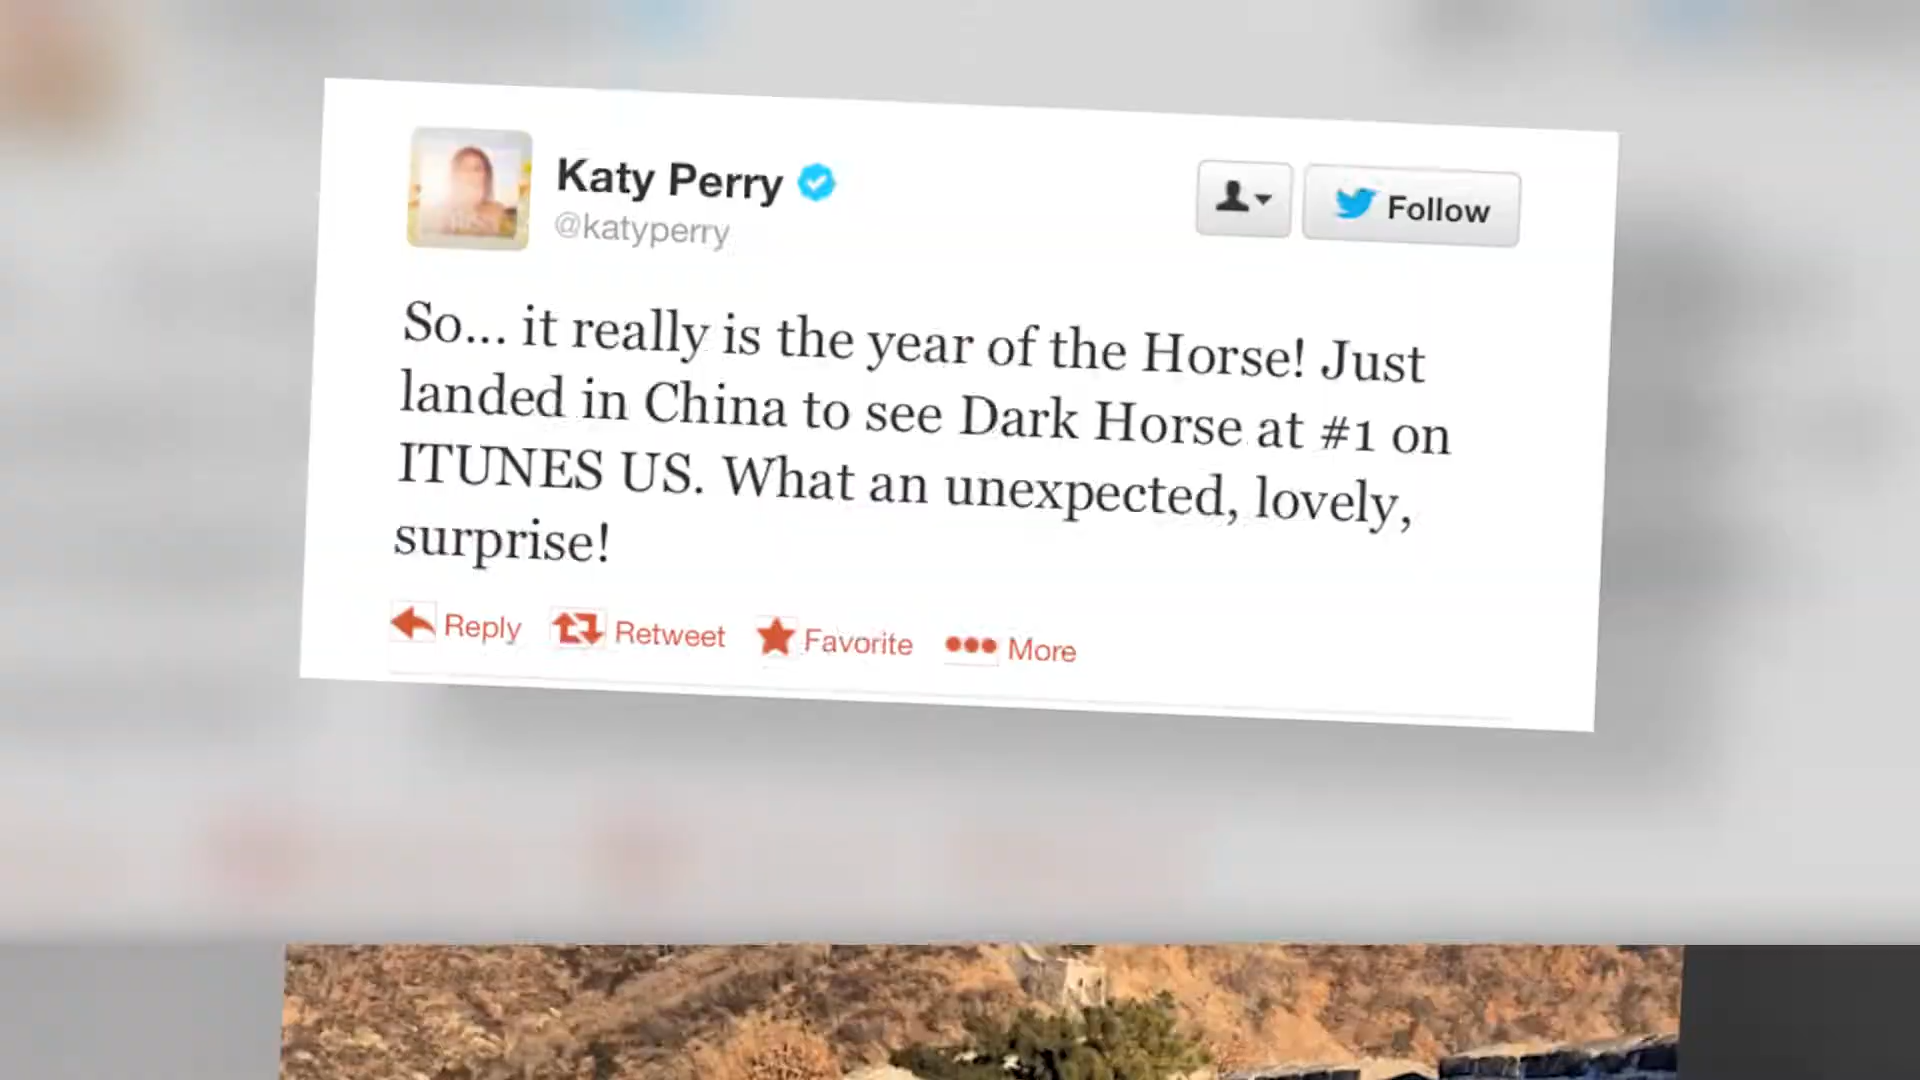 Katy Perry
@katyperry
Follow
So... it really is the year of the Horse! Just
landed in China to see Dark Horse at #1 on
ITUNES US. What an unexpected, lovely,
surprise!
Reply Retweet Favorite More